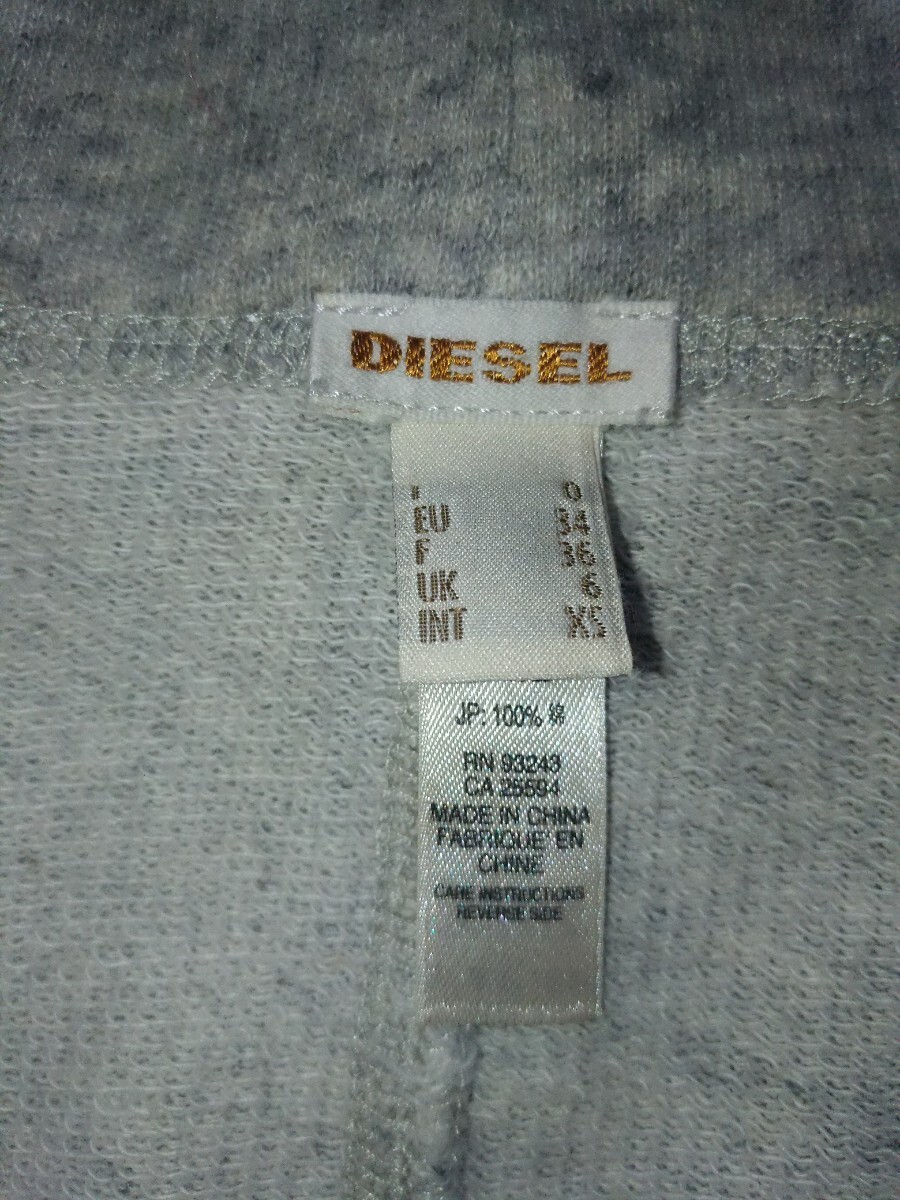 DIESEL
EU 34
F 36
UK 6
INT XS
JP: 100% 綿
RN 93243
CA 25594
MADE IN CHINA
FABRIQUE' EN
CHINE
CARE INSTRUCTIONS
REVERSE SIDE